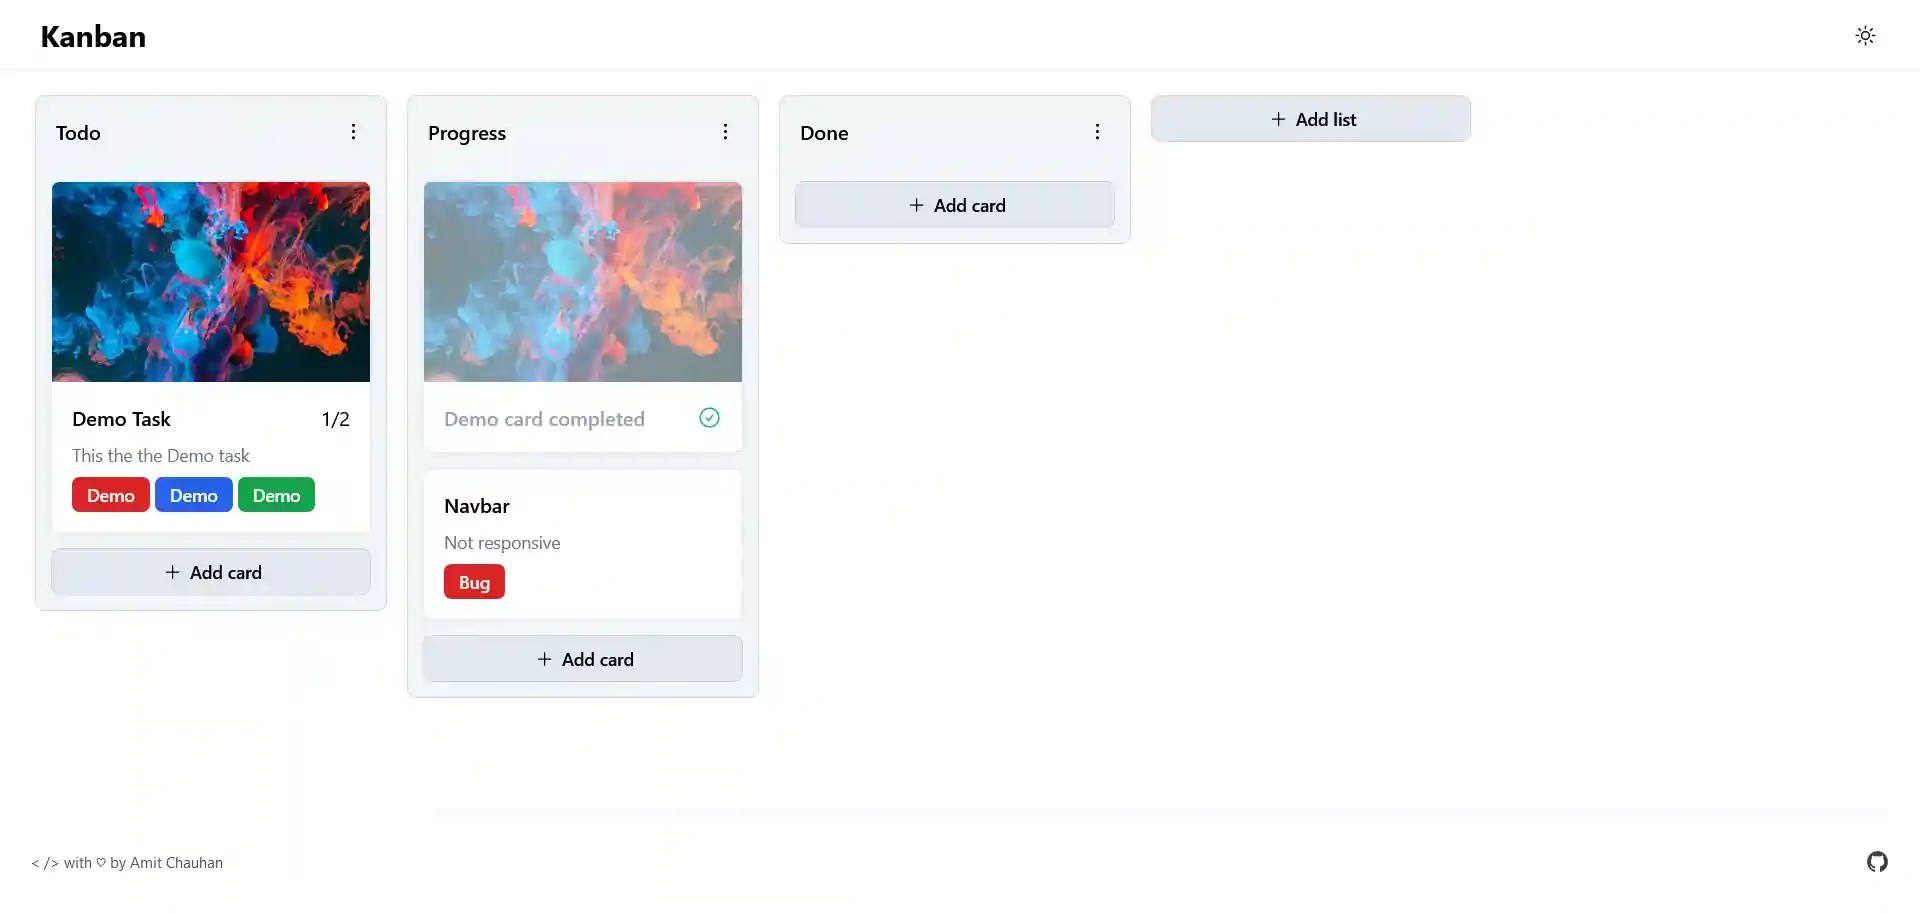 Kanban
Todo
Demo Task 1/2
This the the Demo task
Demo Demo Demo
+ Add card
Progress
Demo card completed
Navbar
Not responsive
Bug
+ Add card
Done
+ Add card
+ Add list
< /> with ♡ by Amit Chauhan